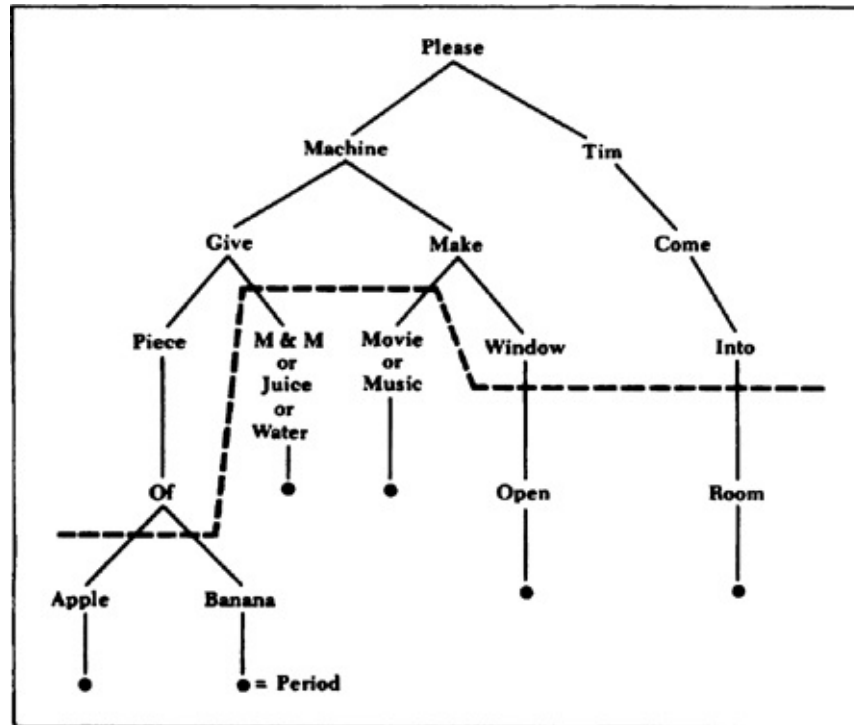 Please
Machine
Tim
Give
Make
Come
Piece
M & M
or
Juice
or
Water
Movie
or
Music
Window
Into
Of
Open
Room
Apple
Banana
= Period